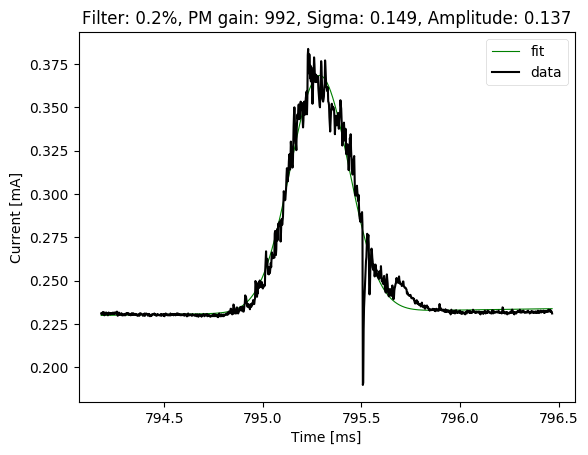 Filter: 0.2%, PM gain: 992, Sigma: 0.149, Amplitude: 0.137
fit
data
Current [mA]
0.375
0.350
0.325
0.300
0.275
0.250
0.225
0.200
794.5 795.0 795.5 796.0 796.5
Time [ms]